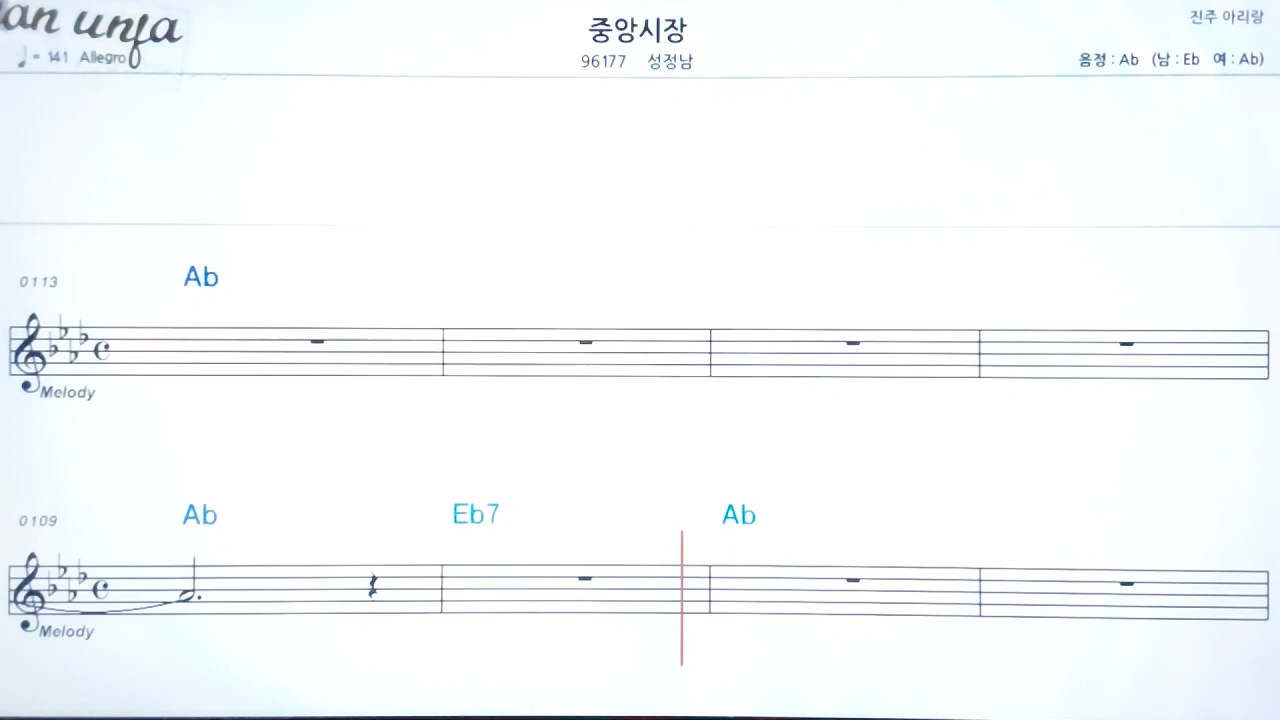 an unfa
♩= 141 Allegro
중앙시장
96177 성정남
진주 아리랑
음정 : Ab (남 : Eb 여 : Ab)
0113
Ab
Melody
0109
Ab Eb7 Ab
Melody